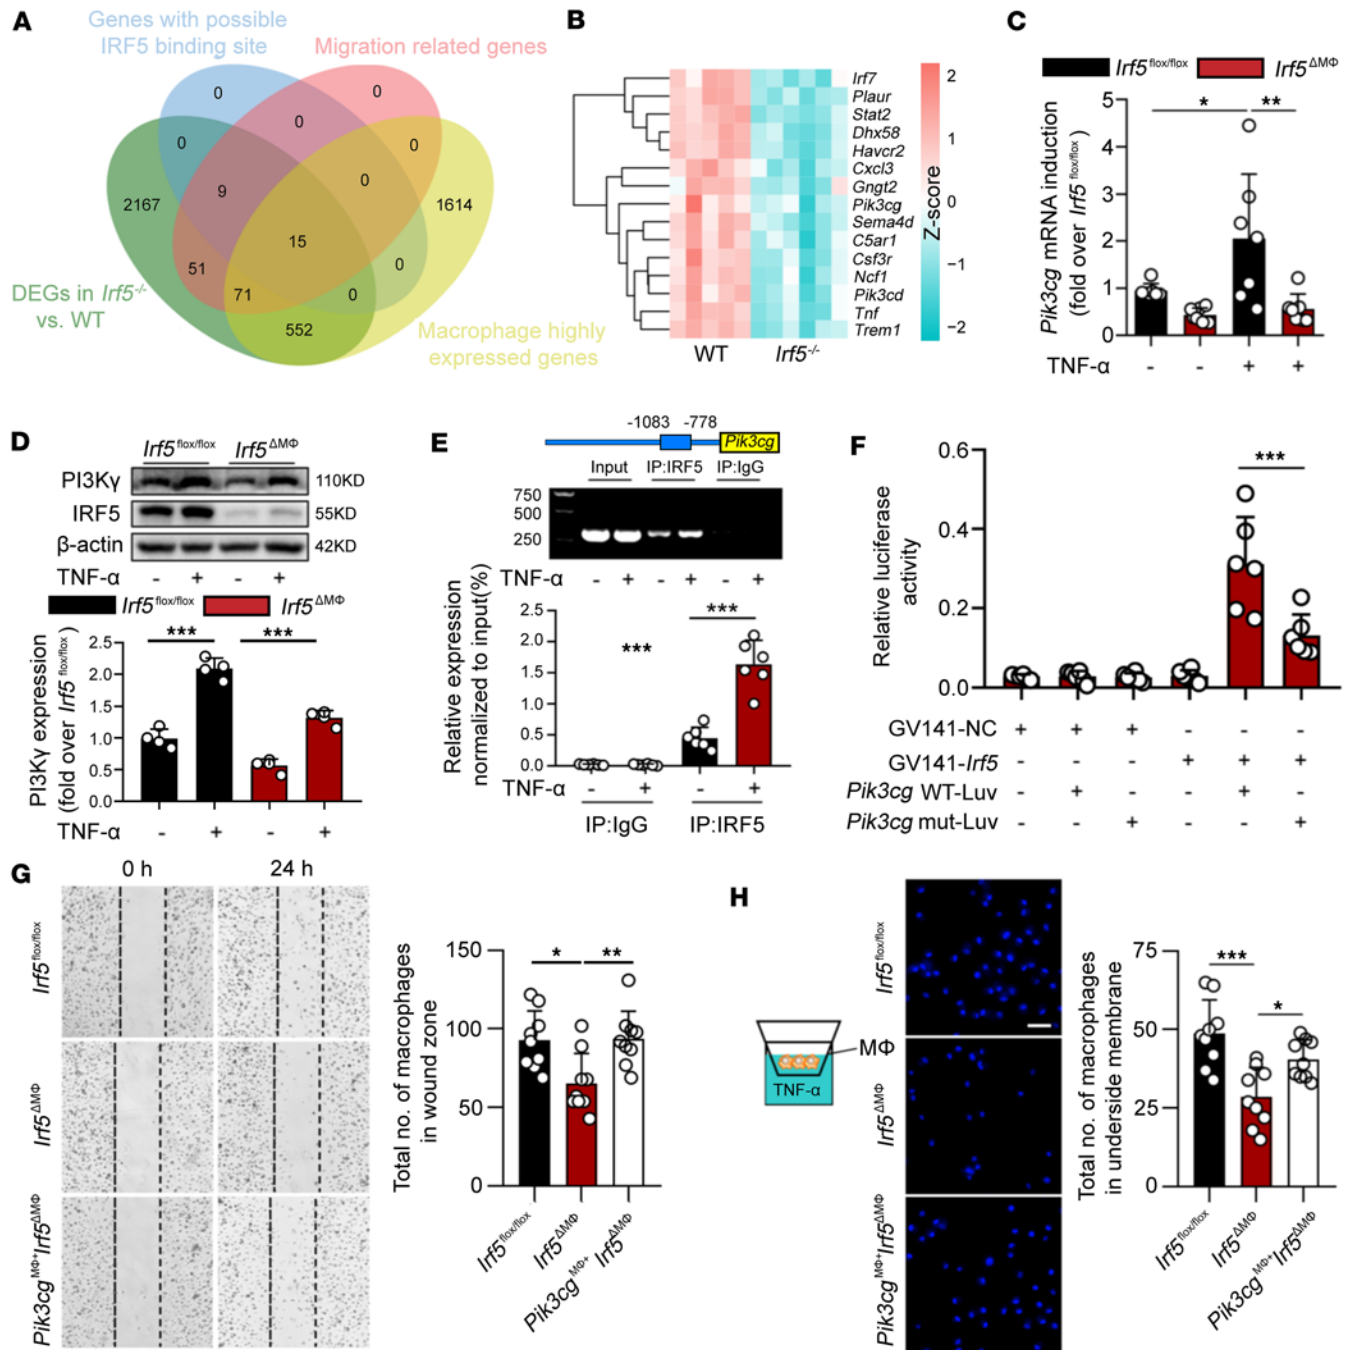 A
Genes with possible
IRF5 binding site
Migration related genes
0
0
0
0
0
9
0
2167
1614
15
51
0
71
0
552
DEGs in Irf5-/-
vs. WT
Macrophage highly
expressed genes
B
Irf7
Plaur
Stat2
Dhx58
Havcr2
Cxcl3
Gngt2
Pik3cg
Sema4d
C5ar1
Csf3r
Ncf1
Pik3cd
Tnf
Trem1
WT
Irf5-/-
2
1
0
−1
−2
Z-score
C
Irf5flox/flox
Irf5ΔMΦ
Pik3cg mRNA induction
(fold over Irf5flox/flox)
5
4
3
2
1
0
*
**
TNF-α
- - + +
D
Irf5flox/flox
Irf5ΔMΦ
PI3Kγ
110KD
IRF5
55KD
β-actin
42KD
TNF-α
- + - +
Irf5flox/flox
Irf5ΔMΦ
PI3Kγ expression
(fold over Irf5flox/flox)
2.5
2.0
1.5
1.0
0.5
0.0
***
***
TNF-α
- + - +
E
-1083
-778
Pik3cg
Input
IP:IRF5
IP:IgG
750
500
250
TNF-α
- + - + - +
Relative expression
normalized to input(%)
2.5
2.0
1.5
1.0
0.5
0.0
***
***
TNF-α
- + - +
IP:IgG
IP:IRF5
F
Relative luciferase
activity
0.6
0.4
0.2
0.0
***
GV141-NC + + + - - -
GV141-Irf5 - - - + + +
Pik3cg WT-Luv - + - - + -
Pik3cg mut-Luv - - + - - +
G
0 h
24 h
Irf5flox/flox
Irf5ΔMΦ
Pik3cgMΦ+Irf5ΔMΦ
Total no. of macrophages
in wound zone
150
100
50
0
*
**
Irf5flox/flox
Irf5ΔMΦ
Pik3cgMΦ+ Irf5ΔMΦ
H
MΦ
TNF-α
Irf5flox/flox
Irf5ΔMΦ
Pik3cgMΦ+Irf5ΔMΦ
Total no. of macrophages
in underside membrane
75
50
25
0
***
*
Irf5flox/flox
Irf5ΔMΦ
Pik3cgMΦ+Irf5ΔMΦ